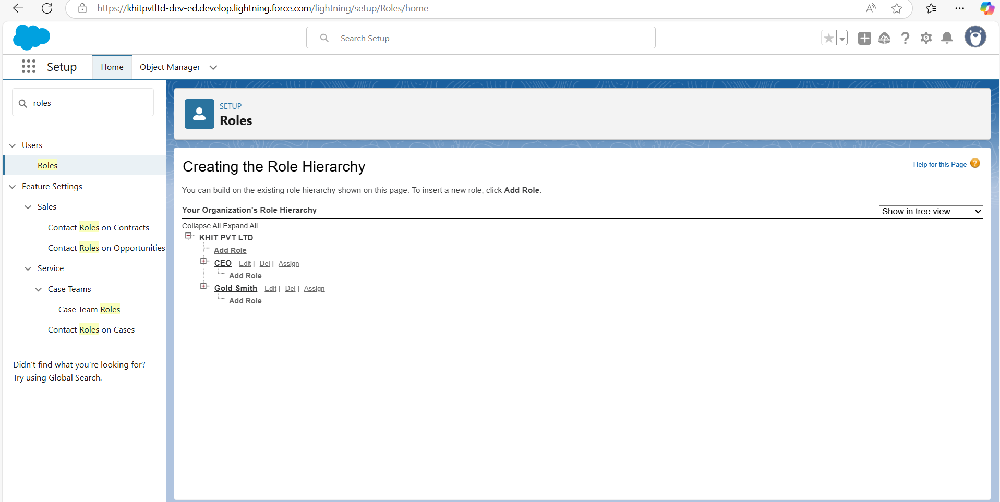 https://khitpvtltd-dev-ed.develop.lightning.force.com/lightning/setup/Roles/home
Search Setup
Setup
Home
Object Manager
roles
Users
Roles
Feature Settings
Sales
Contact Roles on Contracts
Contact Roles on Opportunities
Service
Case Teams
Case Team Roles
Contact Roles on Cases
Didn't find what you're looking for?
Try using Global Search.
SETUP
Roles
Creating the Role Hierarchy
Help for this Page ?
You can build on the existing role hierarchy shown on this page. To insert a new role, click Add Role.
Your Organization's Role Hierarchy
Show in tree view
Collapse All Expand All
KHIT PVT LTD
Add Role
CEO Edit | Del | Assign
Add Role
Gold Smith Edit | Del | Assign
Add Role